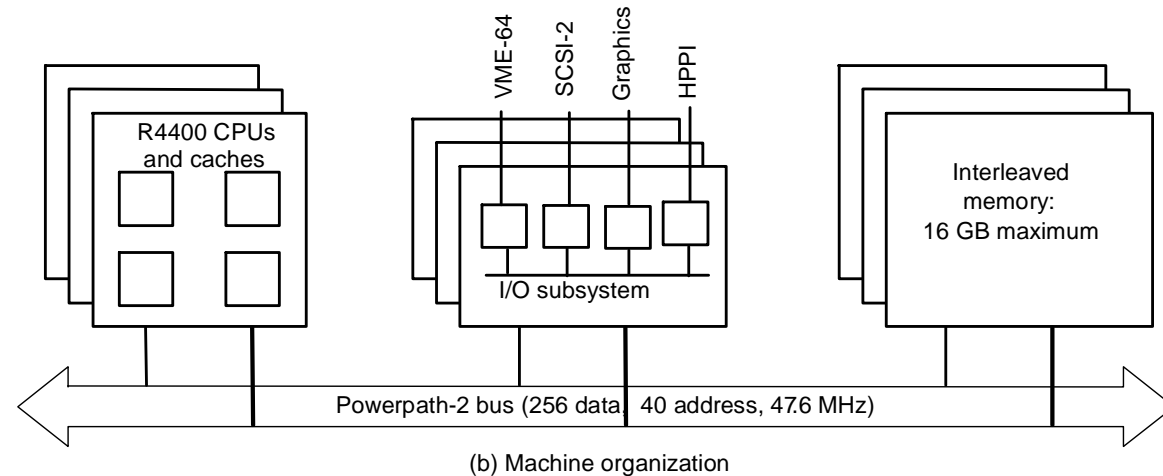 VME-64
SCSI-2
Graphics
HPPI
R4400 CPUs
and caches
I/O subsystem
Interleaved
memory:
16 GB maximum
Powerpath-2 bus (256 data, 40 address, 47.6 MHz)
(b) Machine organization